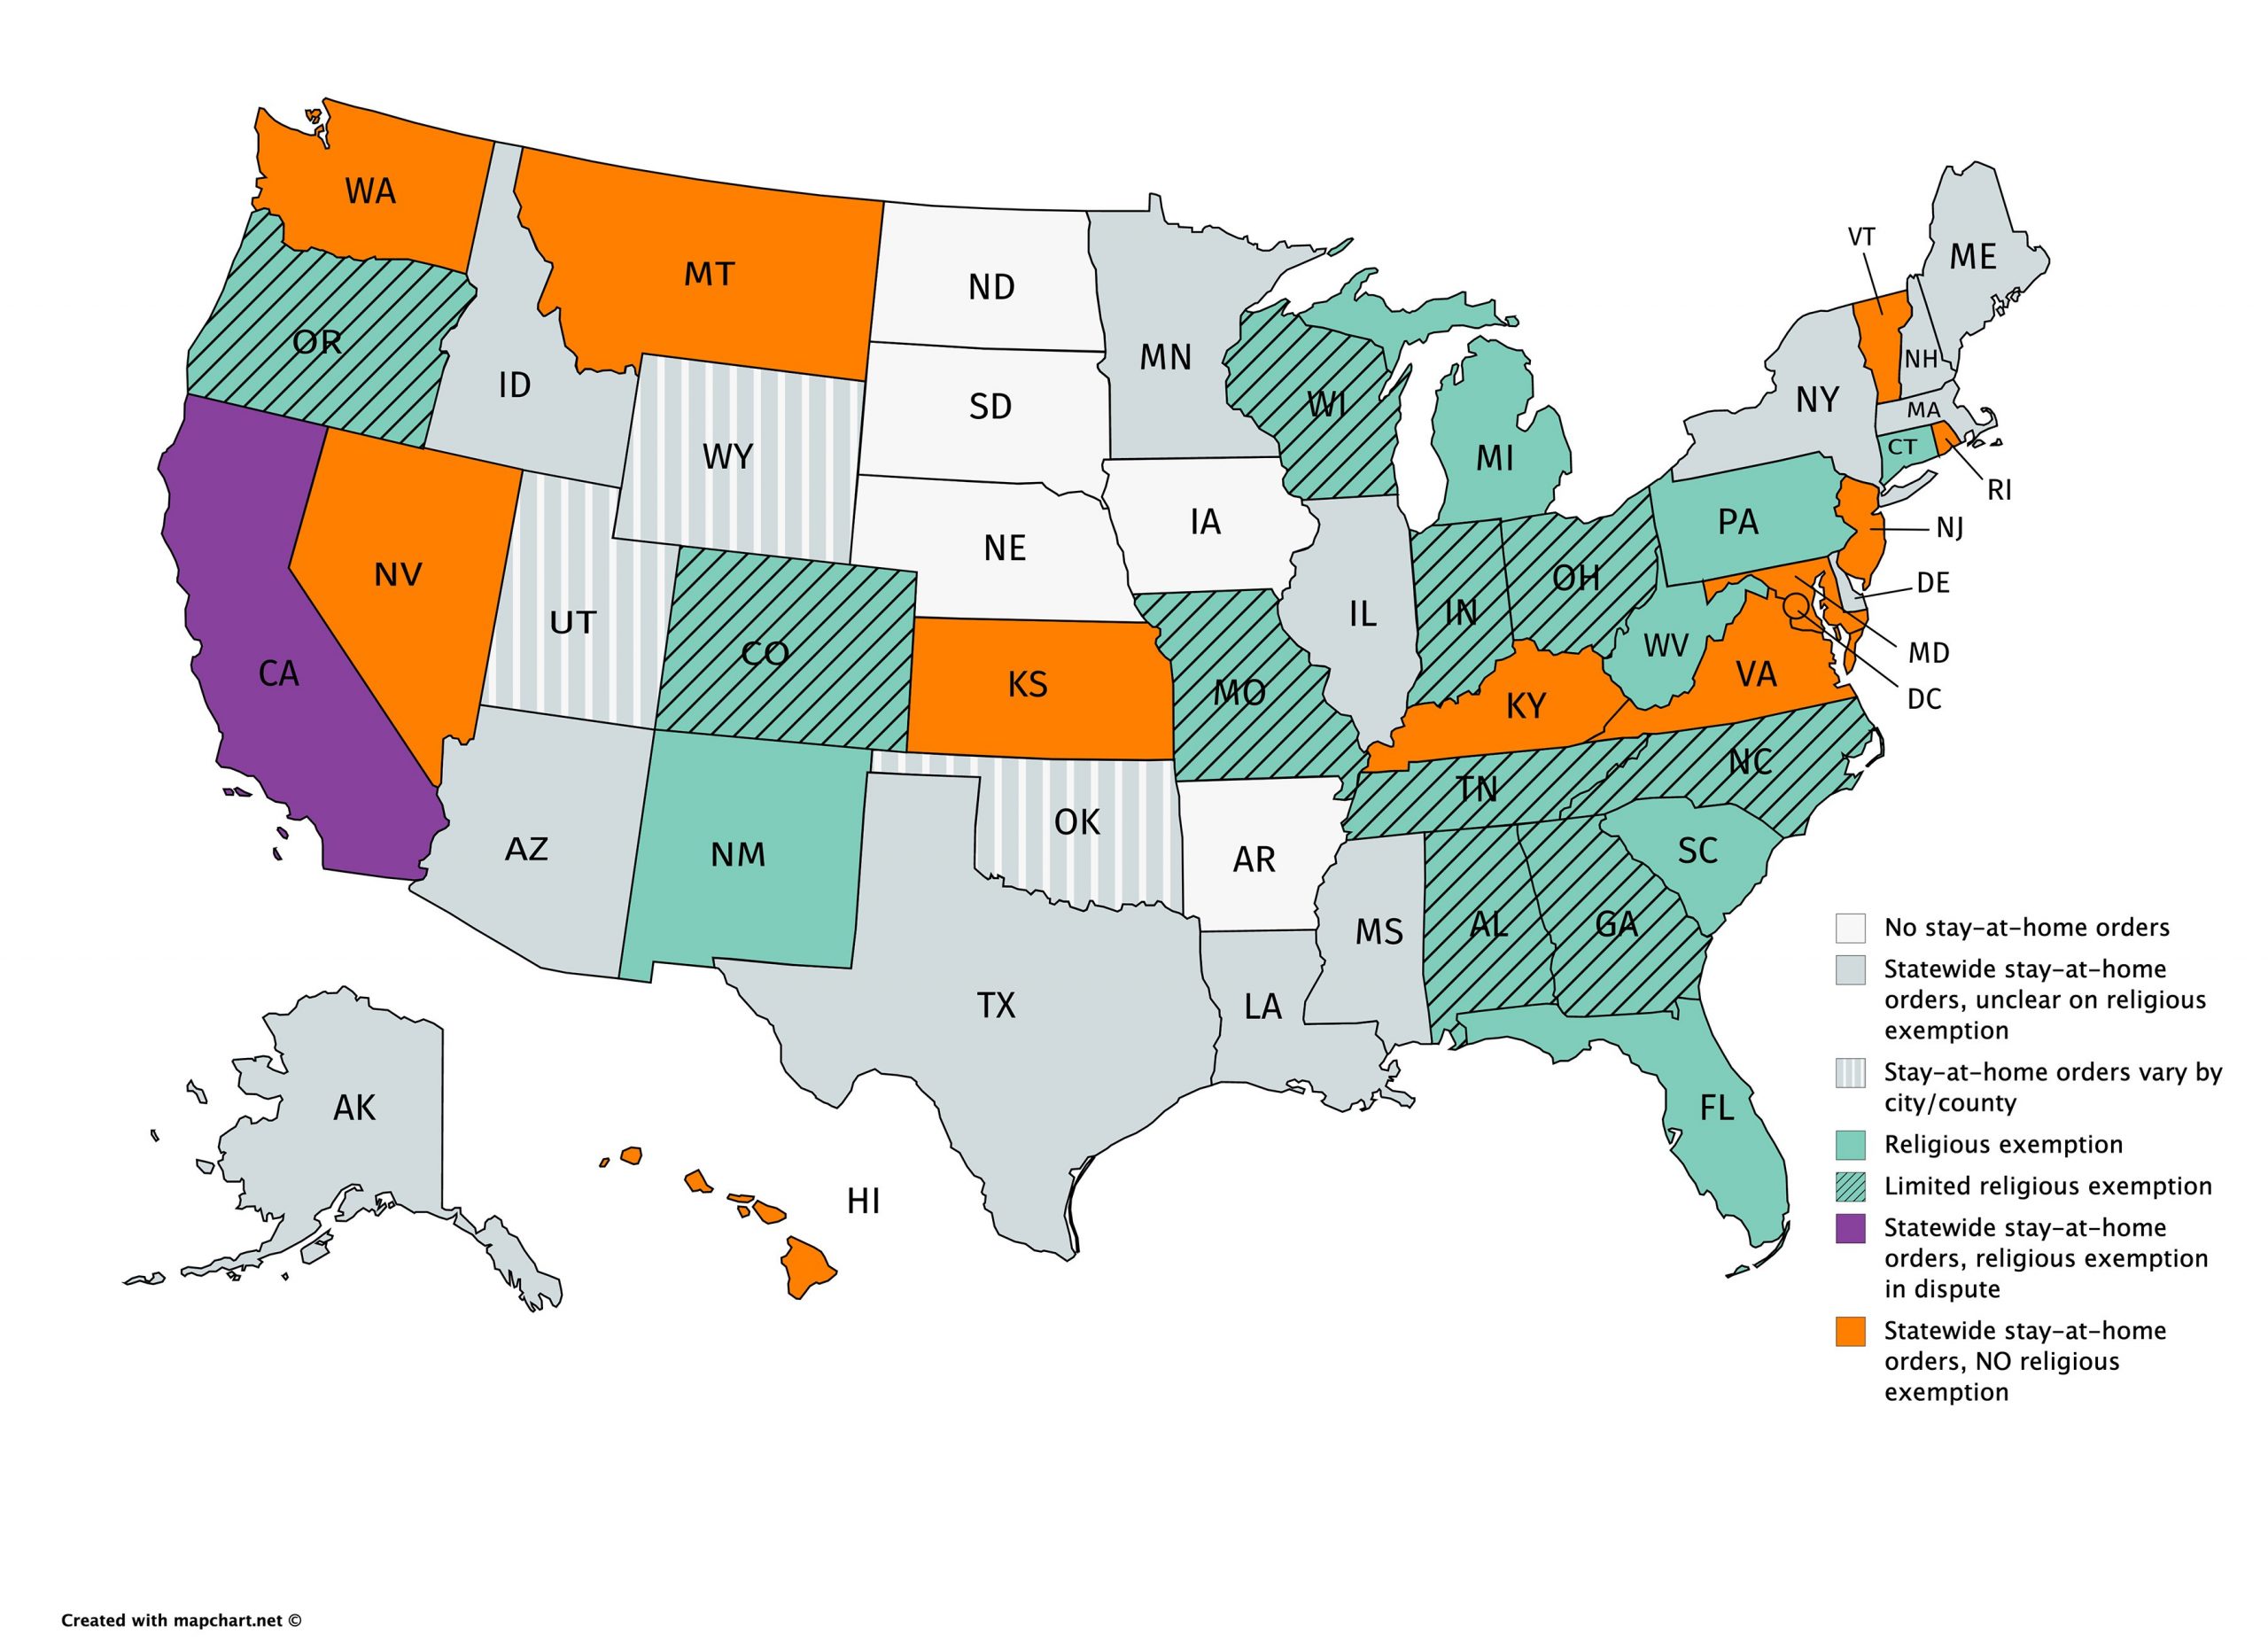 VT
ME
WA
MT
ND
MN
OR
ID
WI
NH
NY
SD
MA
WY
MI
CT
RI
IA
PA
NJ
NE
NV
OH
DE
UT
IL
IN
CO
WV
MD
CA
KS
MO
KY
VA
DC
NC
TN
OK
AZ
NM
AR
SC
MS
AL
GA
TX
LA
AK
FL
HI
No stay-at-home orders
Statewide stay-at-home
orders, unclear on religious
exemption
Stay-at-home orders vary by
city/county
Religious exemption
Limited religious exemption
Statewide stay-at-home
orders, religious exemption
in dispute
Statewide stay-at-home
orders, NO religious
exemption
Created with mapchart.net ©